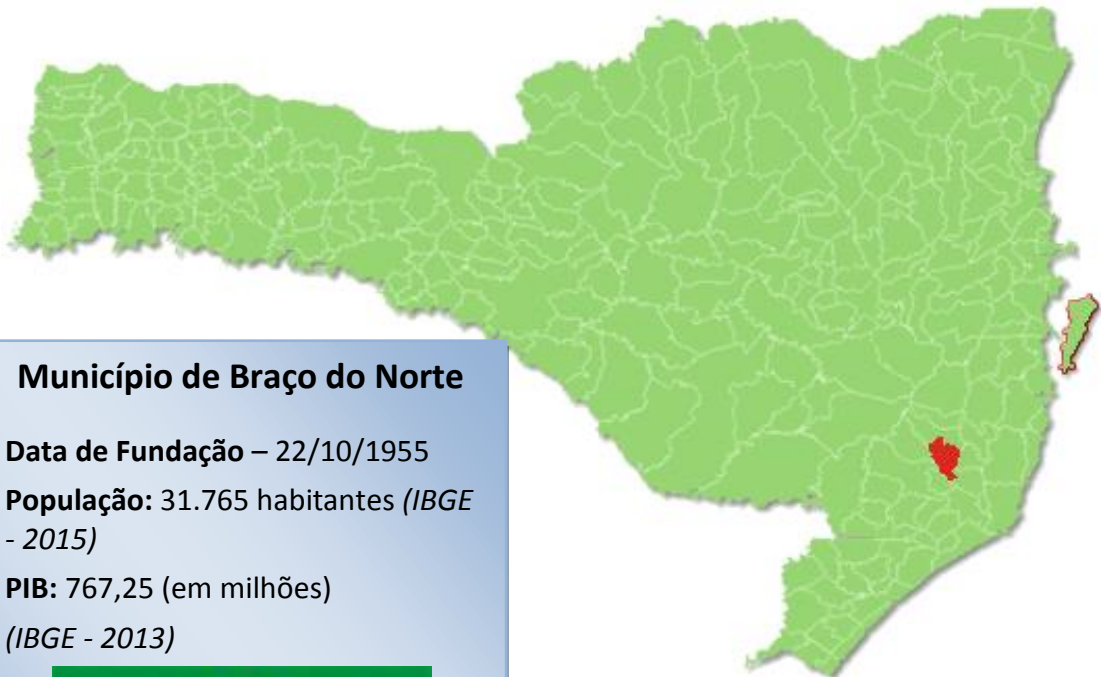 Município de Braço do Norte
Data de Fundação – 22/10/1955
População: 31.765 habitantes (IBGE
- 2015)
PIB: 767,25 (em milhões)
(IBGE - 2013)